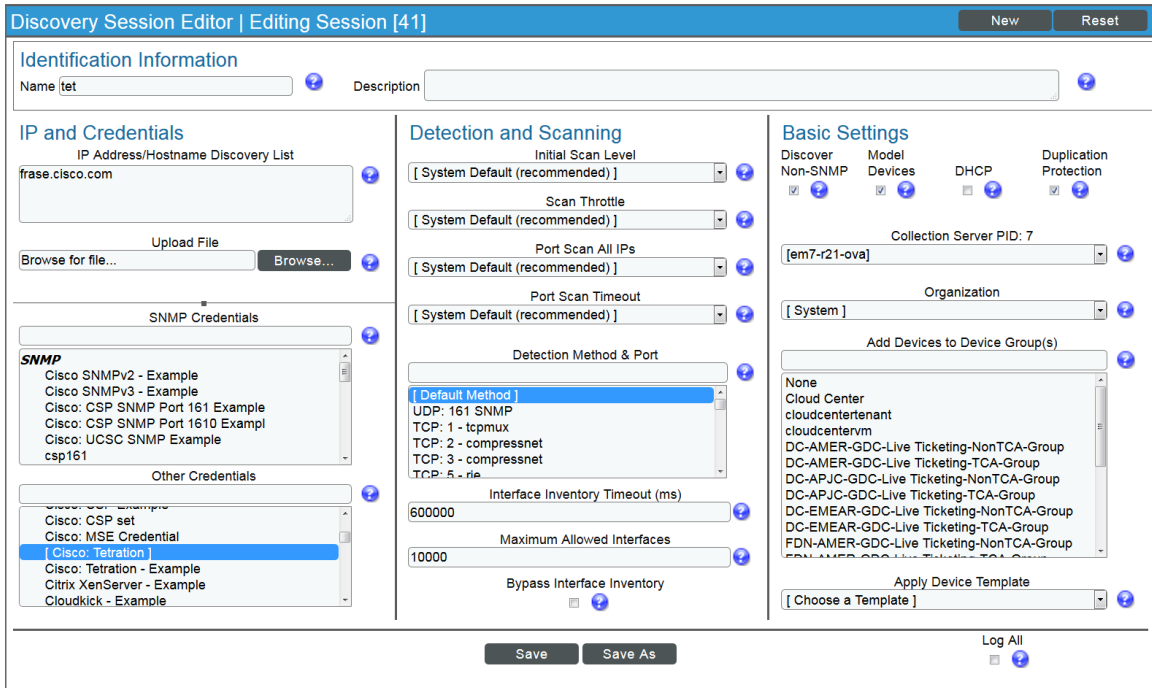 Discovery Session Editor | Editing Session [41]
New
Reset
Identification Information
Name tet
Description
IP and Credentials
IP Address/Hostname Discovery List
frase.cisco.com
Upload File
Browse for file...
Browse...
SNMP Credentials
SNMP
Cisco SNMPv2 - Example
Cisco SNMPv3 - Example
Cisco: CSP SNMP Port 161 Example
Cisco: CSP SNMP Port 1610 Exampl
Cisco: UCSC SNMP Example
csp161
Other Credentials
Cisco: CSP set
Cisco: MSE Credential
[ Cisco: Tetration ]
Cisco: Tetration - Example
Citrix XenServer - Example
Cloudkick - Example
Detection and Scanning
Initial Scan Level
[ System Default (recommended) ]
Scan Throttle
[ System Default (recommended) ]
Port Scan All IPs
[ System Default (recommended) ]
Port Scan Timeout
[ System Default (recommended) ]
Detection Method & Port
[ Default Method ]
UDP: 161 SNMP
TCP: 1 - tcpmux
TCP: 2 - compressnet
TCP: 3 - compressnet
TCP: 5 - rje
Interface Inventory Timeout (ms)
600000
Maximum Allowed Interfaces
10000
Bypass Interface Inventory
Basic Settings
Discover
Non-SNMP
Model
Devices
DHCP
Duplication
Protection
Collection Server PID: 7
[em7-r21-ova]
Organization
[ System ]
Add Devices to Device Group(s)
None
Cloud Center
cloudcentertenant
cloudcentervm
DC-AMER-GDC-Live Ticketing-NonTCA-Group
DC-AMER-GDC-Live Ticketing-TCA-Group
DC-APJC-GDC-Live Ticketing-NonTCA-Group
DC-APJC-GDC-Live Ticketing-TCA-Group
DC-EMEAR-GDC-Live Ticketing-NonTCA-Group
DC-EMEAR-GDC-Live Ticketing-TCA-Group
FDN-AMER-GDC-Live Ticketing-NonTCA-Group
FDN-AMER-GDC-Live Ticketing-TCA-Group
Apply Device Template
[ Choose a Template ]
Save
Save As
Log All